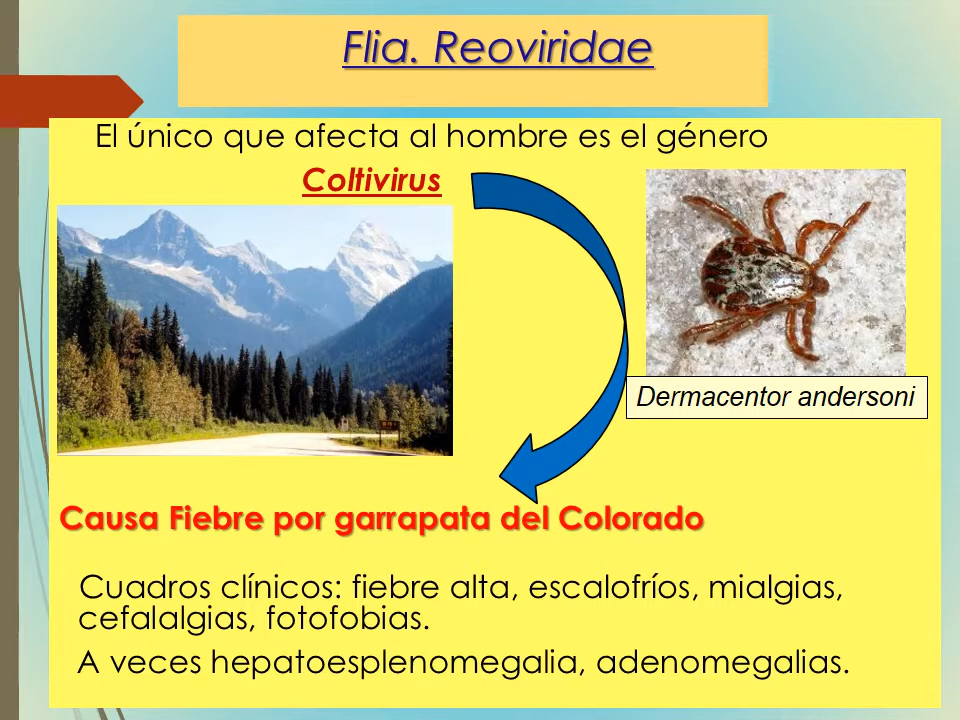 Flia. Reoviridae
El único que afecta al hombre es el género
Coltivirus
Dermacentor andersoni
Causa Fiebre por garrapata del Colorado
Cuadros clínicos: fiebre alta, escalofríos, mialgias,
cefalalgias, fotofobias.
A veces hepatoesplenomegalia, adenomegalias.